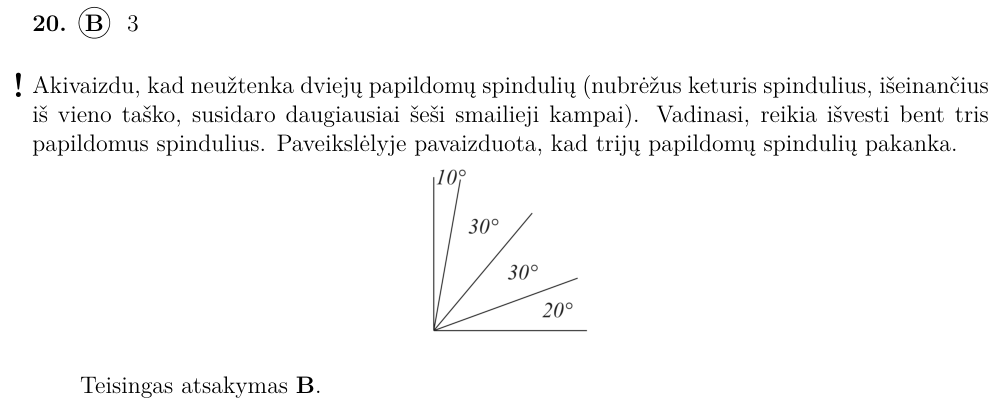 20. B 3
! Akivaizdu, kad neužtenka dviejų papildomų spindulių (nubrėžus keturis spindulius, išeinančius
iš vieno taško, susidaro daugiausiai šeši smailieji kampai). Vadinasi, reikia išvesti bent tris
papildomus spindulius. Paveikslėlyje pavaizduota, kad trijų papildomų spindulių pakanka.
10°
30°
30°
20°
Teisingas atsakymas B.